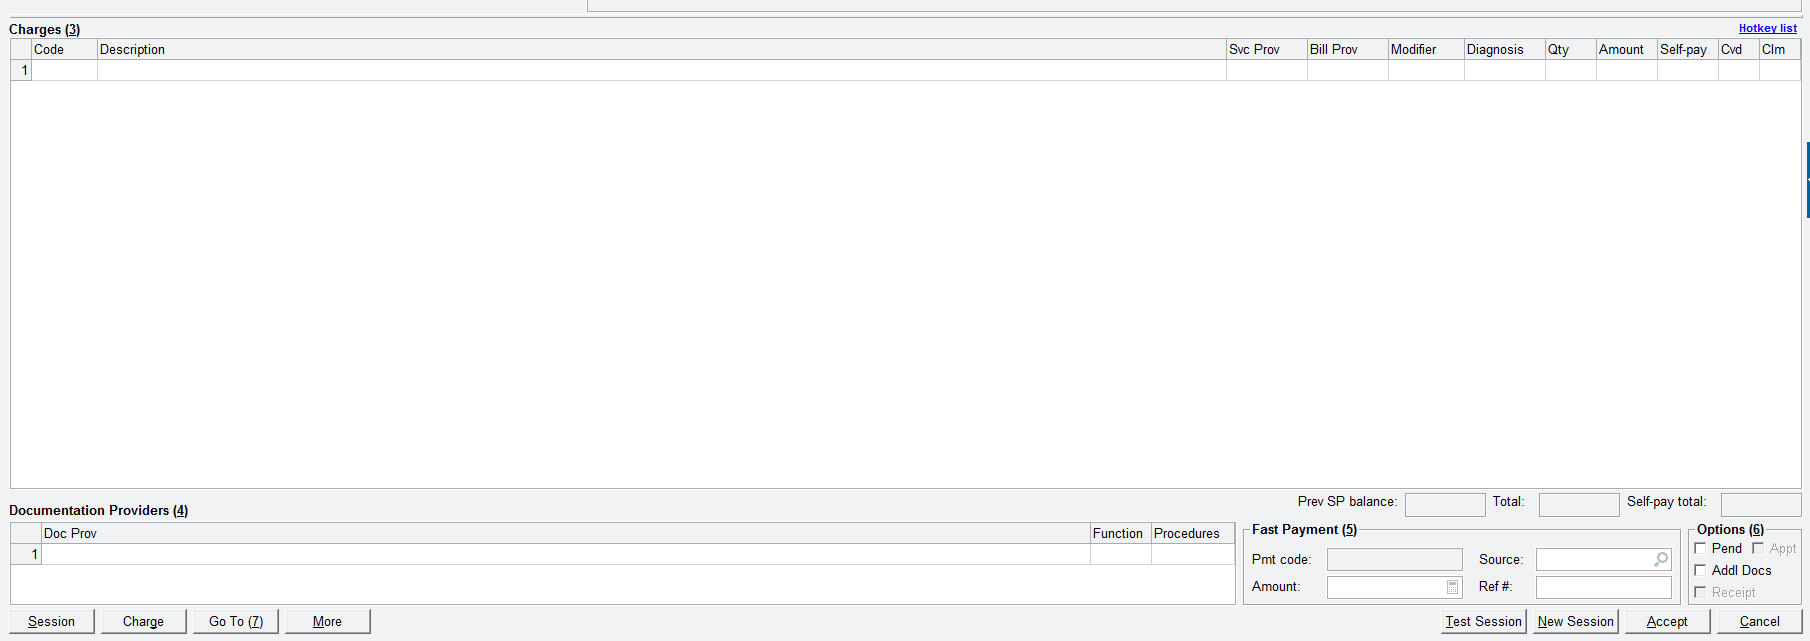 Charges (3) Hotkey list
Code Description Svc Prov Bill Prov Modifier Diagnosis Qty Amount Self-pay Cvd Clm
1
Prev SP balance: Total: Self-pay total:
Documentation Providers (4)
Doc Prov Function Procedures
1
Fast Payment (5)
Pmt code: Source:
Amount: Ref #:
Options (6)
Pend Appt
Addl Docs
Receipt
Session Charge Go To (7) More Test Session New Session Accept Cancel